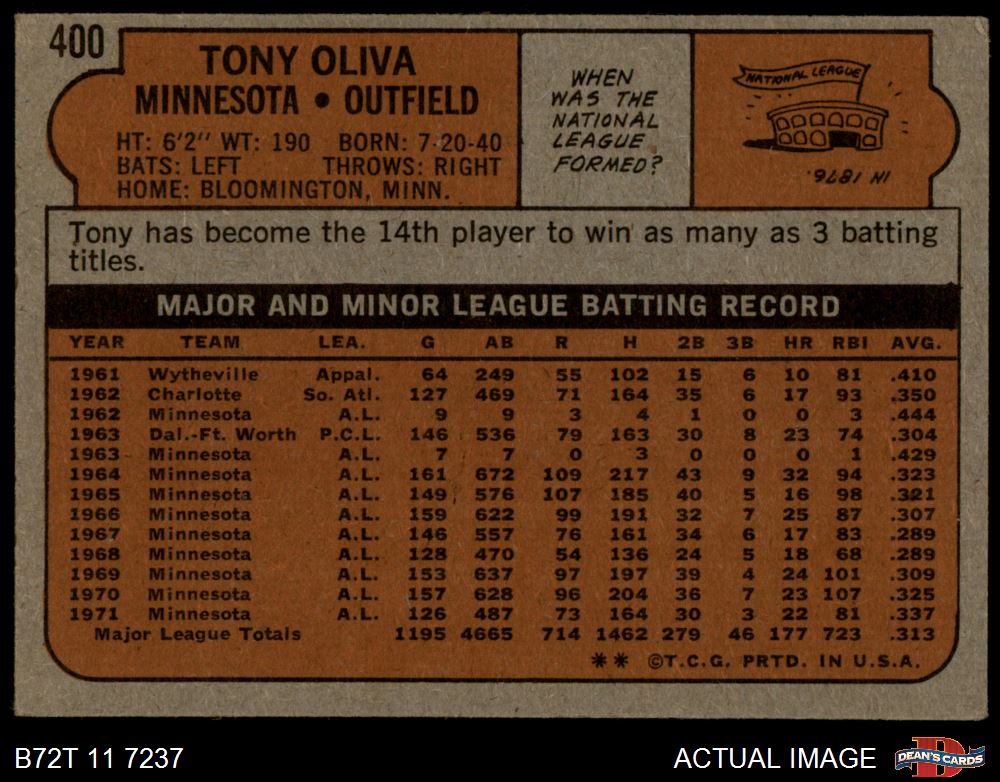 400
TONY OLIVA
MINNESOTA • OUTFIELD
HT: 6'2" WT: 190 BORN: 7-20-40
BATS: LEFT THROWS: RIGHT
HOME: BLOOMINGTON, MINN.
WHEN
WAS THE
NATIONAL
LEAGUE
FORMED?
NATIONAL LEAGUE
IN 1876.
Tony has become the 14th player to win as many as 3 batting
titles.
MAJOR AND MINOR LEAGUE BATTING RECORD
YEAR TEAM LEA. G AB R H 2B 3B HR RBI AVG.
1961 Wytheville Appal. 64 249 55 102 15 6 10 81 .410
1962 Charlotte So. Atl. 127 469 71 164 35 6 17 93 .350
1962 Minnesota A.L. 9 9 3 4 1 0 0 3 .444
1963 Dal.-Ft. Worth P.C.L. 146 536 79 163 30 8 23 74 .304
1963 Minnesota A.L. 7 7 0 3 0 0 0 1 .429
1964 Minnesota A.L. 161 672 109 217 43 9 32 94 .323
1965 Minnesota A.L. 149 576 107 185 40 5 16 98 .321
1966 Minnesota A.L. 159 622 99 191 32 7 25 87 .307
1967 Minnesota A.L. 146 557 76 161 34 6 17 83 .289
1968 Minnesota A.L. 128 470 54 136 24 5 18 68 .289
1969 Minnesota A.L. 153 637 97 197 39 4 24 101 .309
1970 Minnesota A.L. 157 628 96 204 36 7 23 107 .325
1971 Minnesota A.L. 126 487 73 164 30 3 22 81 .337
Major League Totals 1195 4665 714 1462 279 46 177 723 .313
** ©T.C.G. PRTD. IN U.S.A.
B72T 11 7237
ACTUAL IMAGE
D
DEAN'S CARDS